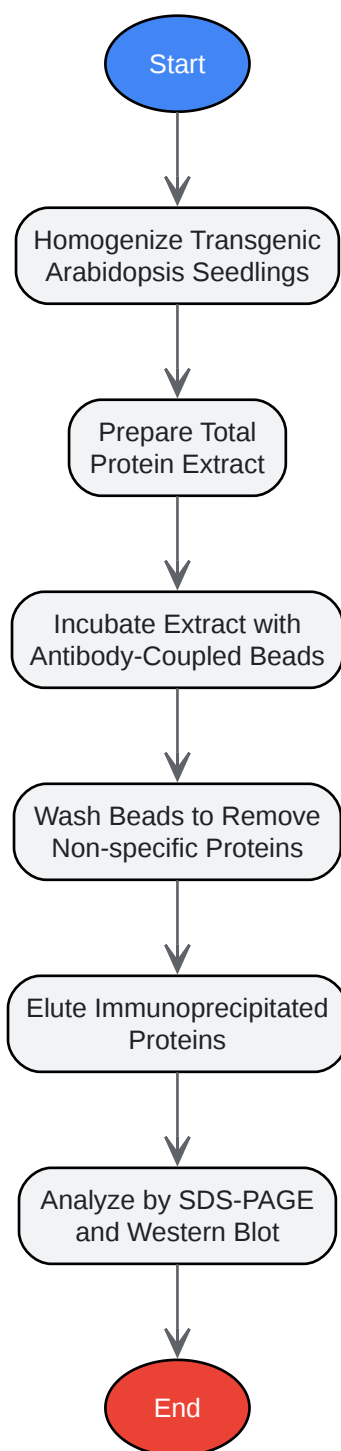 Start
Homogenize Transgenic
Arabidopsis Seedlings
Prepare Total
Protein Extract
Incubate Extract with
Antibody-Coupled Beads
Wash Beads to Remove
Non-specific Proteins
Elute Immunoprecipitated
Proteins
Analyze by SDS-PAGE
and Western Blot
End